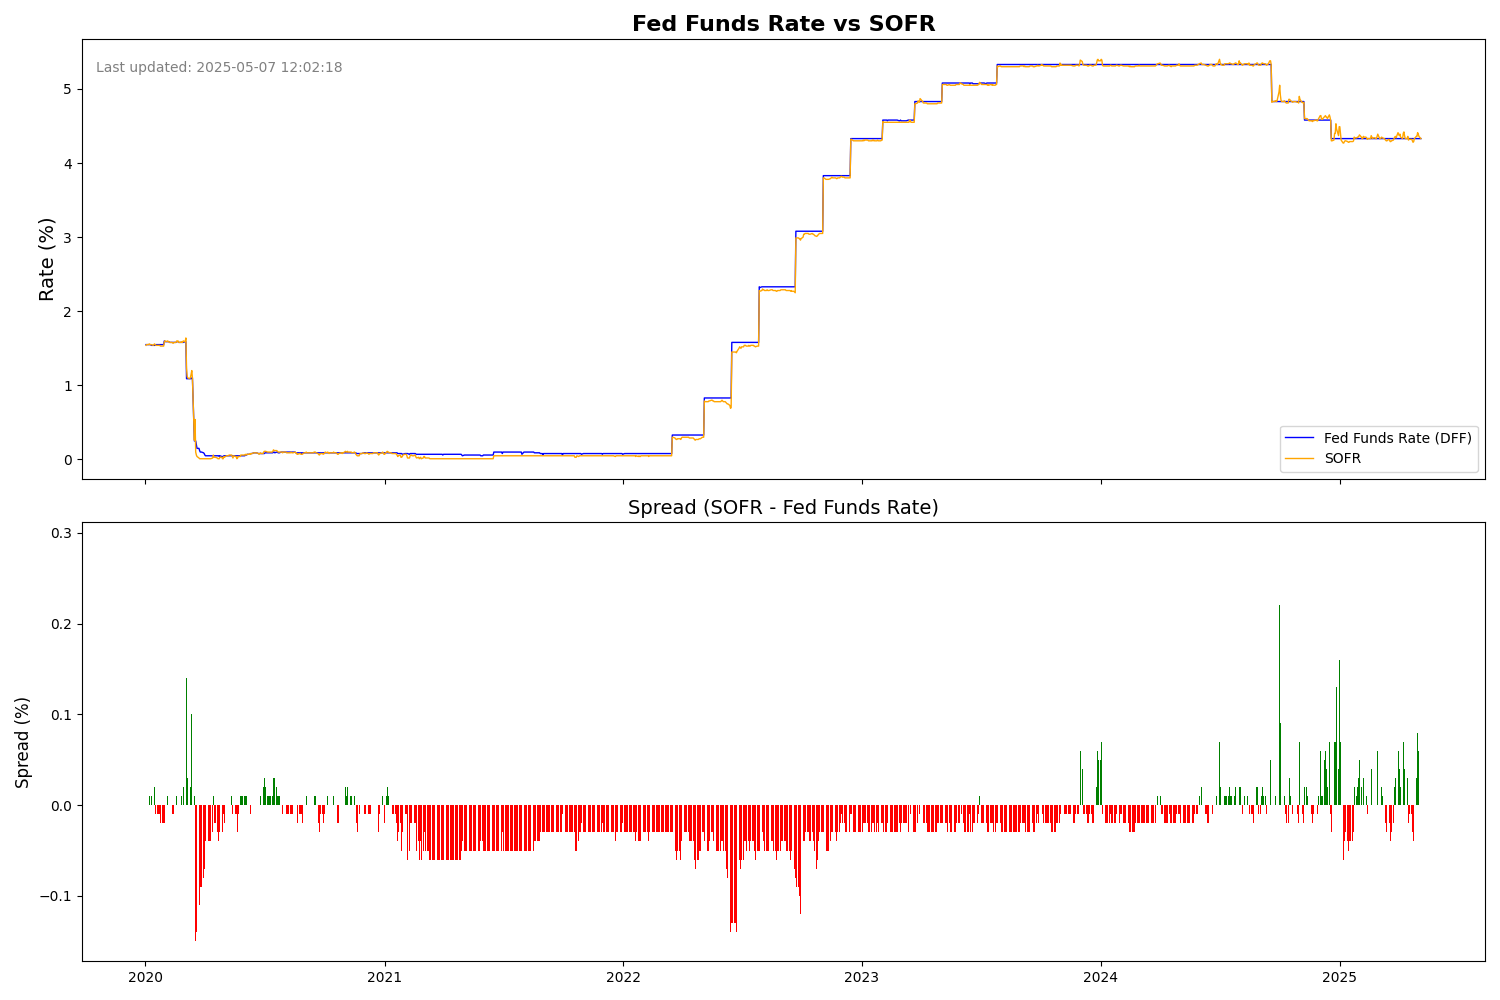 Fed Funds Rate vs SOFR
Last updated: 2025-05-07 12:02:18
5
4
3
2
1
0
Rate (%)
Fed Funds Rate (DFF)
SOFR
Spread (SOFR - Fed Funds Rate)
0.3
0.2
0.1
0.0
−0.1
Spread (%)
2020 2021 2022 2023 2024 2025